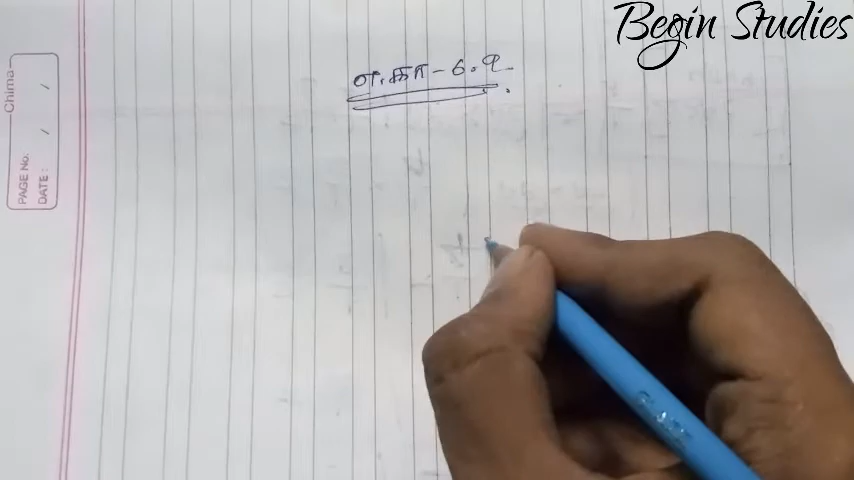 Begin Studies
எ.கா - 6.9
Chima
PAGE No.
DATE : / /